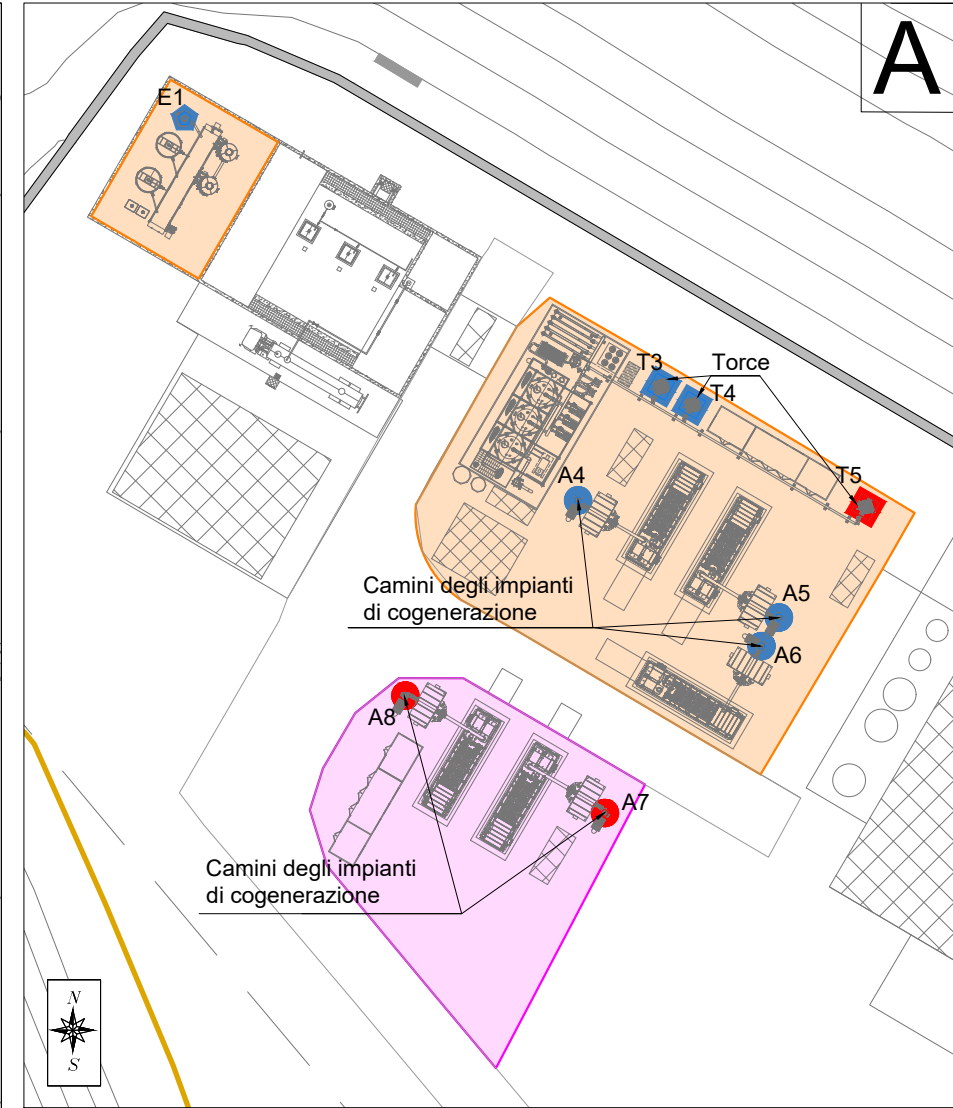 A
E1
T3
Torce
T4
A4
T5
Camini degli impianti
di cogenerazione
A5
A6
A8
A7
Camini degli impianti
di cogenerazione
N
S